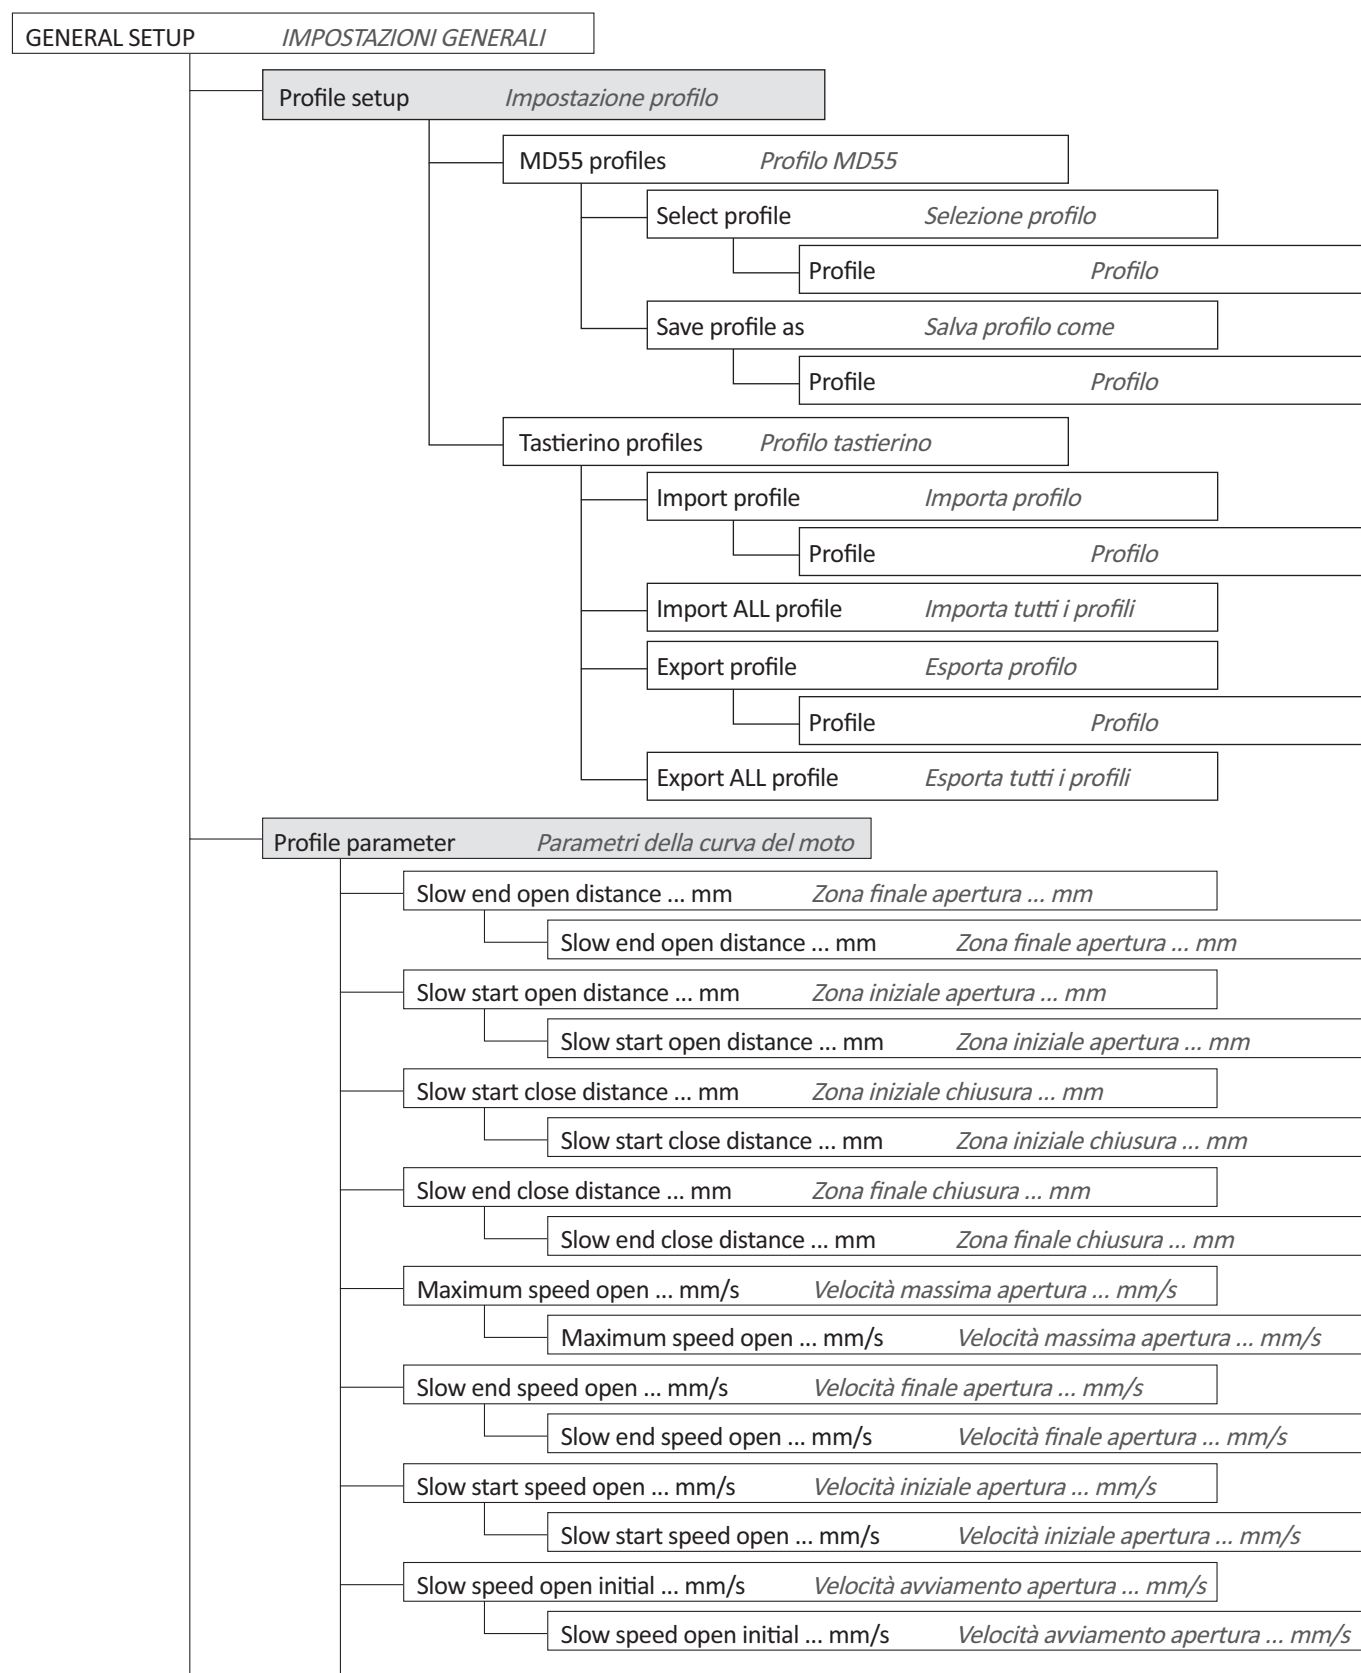 GENERAL SETUP IMPOSTAZIONI GENERALI
Profile setup Impostazione profilo
MD55 profiles Profilo MD55
Select profile Selezione profilo
Profile Profilo
Save profile as Salva profilo come
Profile Profilo
Tastierino profiles Profilo tastierino
Import profile Importa profilo
Profile Profilo
Import ALL profile Importa tutti i profili
Export profile Esporta profilo
Profile Profilo
Export ALL profile Esporta tutti i profili
Profile parameter Parametri della curva del moto
Slow end open distance ... mm Zona finale apertura ... mm
Slow end open distance ... mm Zona finale apertura ... mm
Slow start open distance ... mm Zona iniziale apertura ... mm
Slow start open distance ... mm Zona iniziale apertura ... mm
Slow start close distance ... mm Zona iniziale chiusura ... mm
Slow start close distance ... mm Zona iniziale chiusura ... mm
Slow end close distance ... mm Zona finale chiusura ... mm
Slow end close distance ... mm Zona finale chiusura ... mm
Maximum speed open ... mm/s Velocità massima apertura ... mm/s
Maximum speed open ... mm/s Velocità massima apertura ... mm/s
Slow end speed open ... mm/s Velocità finale apertura ... mm/s
Slow end speed open ... mm/s Velocità finale apertura ... mm/s
Slow start speed open ... mm/s Velocità iniziale apertura ... mm/s
Slow start speed open ... mm/s Velocità iniziale apertura ... mm/s
Slow speed open initial ... mm/s Velocità avviamento apertura ... mm/s
Slow speed open initial ... mm/s Velocità avviamento apertura ... mm/s